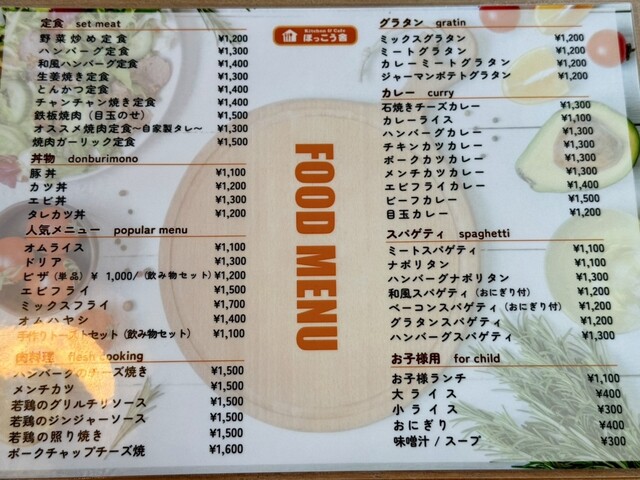 定食 set meat
野菜炒め定食 ¥1,200
ハンバーグ定食 ¥1,300
和風ハンバーグ定食 ¥1,400
生姜焼き定食 ¥1,300
とんかつ定食 ¥1,400
チャンチャン焼き定食 ¥1,400
鉄板焼肉（目玉のせ） ¥1,500
オススメ焼肉定食～自家製タレ～ ¥1,300
焼肉ガーリック定食 ¥1,500
丼物 donburimono
豚丼 ¥1,100
カツ丼 ¥1,200
エビ丼 ¥1,300
タレカツ丼 ¥1,200
人気メニュー popular menu
オムライス ¥1,100
ドリア ¥1,300
ピザ（単品）¥ 1,000/（飲み物セット）¥1,200
エビフライ ¥1,500
ミックスフライ ¥1,700
オムハヤシ ¥1,400
手作りトーストセット（飲み物セット） ¥1,100
肉料理 flesh cooking
ハンバーグのチーズ焼き ¥1,500
メンチカツ ¥1,500
若鶏のグリルチリソース ¥1,500
若鶏のジンジャーソース ¥1,500
若鶏の照り焼き ¥1,500
ポークチャップチーズ焼 ¥1,600
Kitchen & Cafe
ほっこう舎
FOOD MENU
グラタン gratin
ミックスグラタン ¥1,200
ミートグラタン ¥1,200
カレーミートグラタン ¥1,200
ジャーマンポテトグラタン ¥1,200
カレー curry
石焼きチーズカレー ¥1,300
カレーライス ¥1,100
ハンバーグカレー ¥1,300
チキンカツカレー ¥1,300
ポークカツカレー ¥1,300
メンチカツカレー ¥1,300
エビフライカレー ¥1,400
ビーフカレー ¥1,500
目玉カレー ¥1,200
スパゲティ spaghetti
ミートスパゲティ ¥1,100
ナポリタン ¥1,100
ハンバーグナポリタン ¥1,200
和風スパゲティ（おにぎり付） ¥1,200
ベーコンスパゲティ（おにぎり付） ¥1,200
グラタンスパゲティ ¥1,200
ハンバーグスパゲティ ¥1,300
お子様用 for child
お子様ランチ ¥1,100
大ライス ¥400
小ライス ¥300
おにぎり ¥400
味噌汁 / スープ ¥300